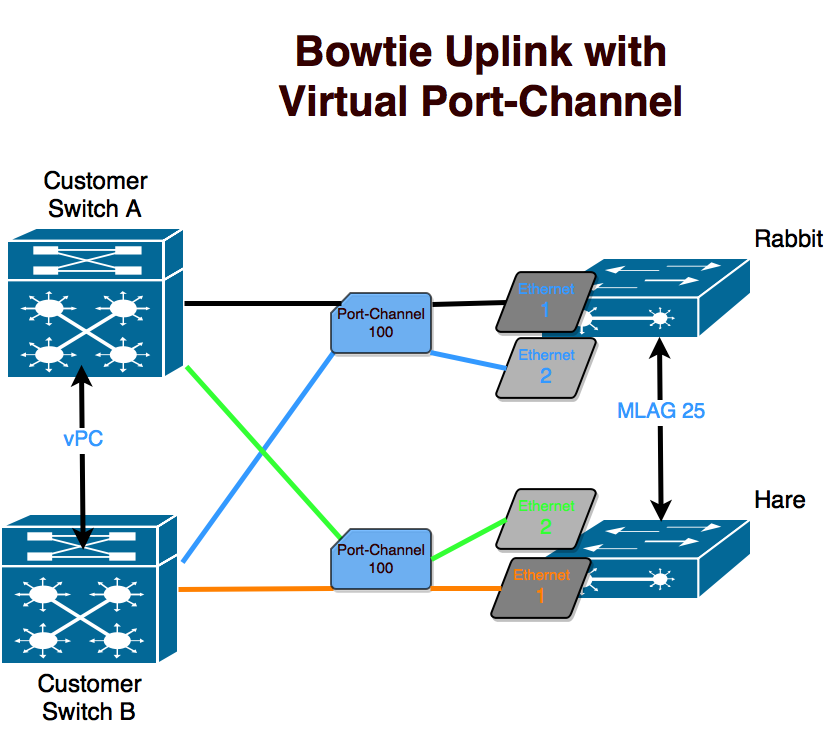 Bowtie Uplink with
Virtual Port-Channel
Customer
Switch A
Rabbit
Ethernet
1
Port-Channel
100
Ethernet
2
MLAG 25
vPC
Hare
Ethernet
2
Port-Channel
100
Ethernet
1
Customer
Switch B